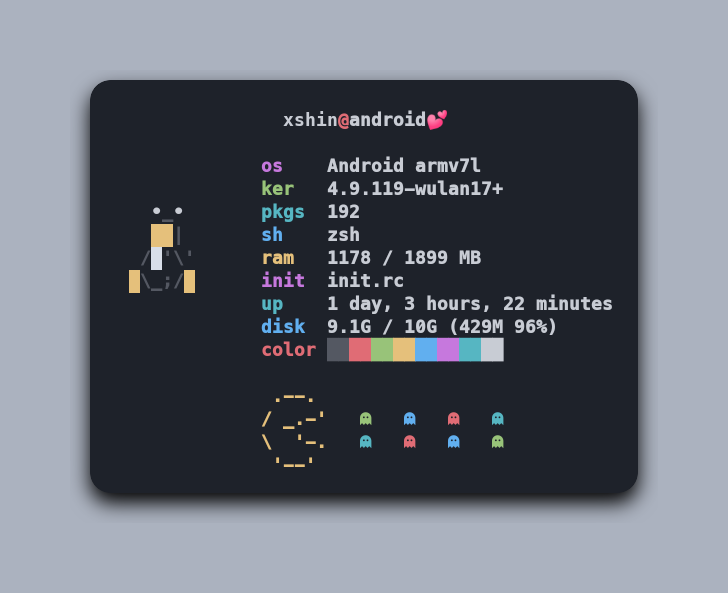 xshin@android💕
os Android armv7l
ker 4.9.119-wulan17+
pkgs 192
sh zsh
ram 1178 / 1899 MB
init init.rc
up 1 day, 3 hours, 22 minutes
disk 9.1G / 10G (429M 96%)
color